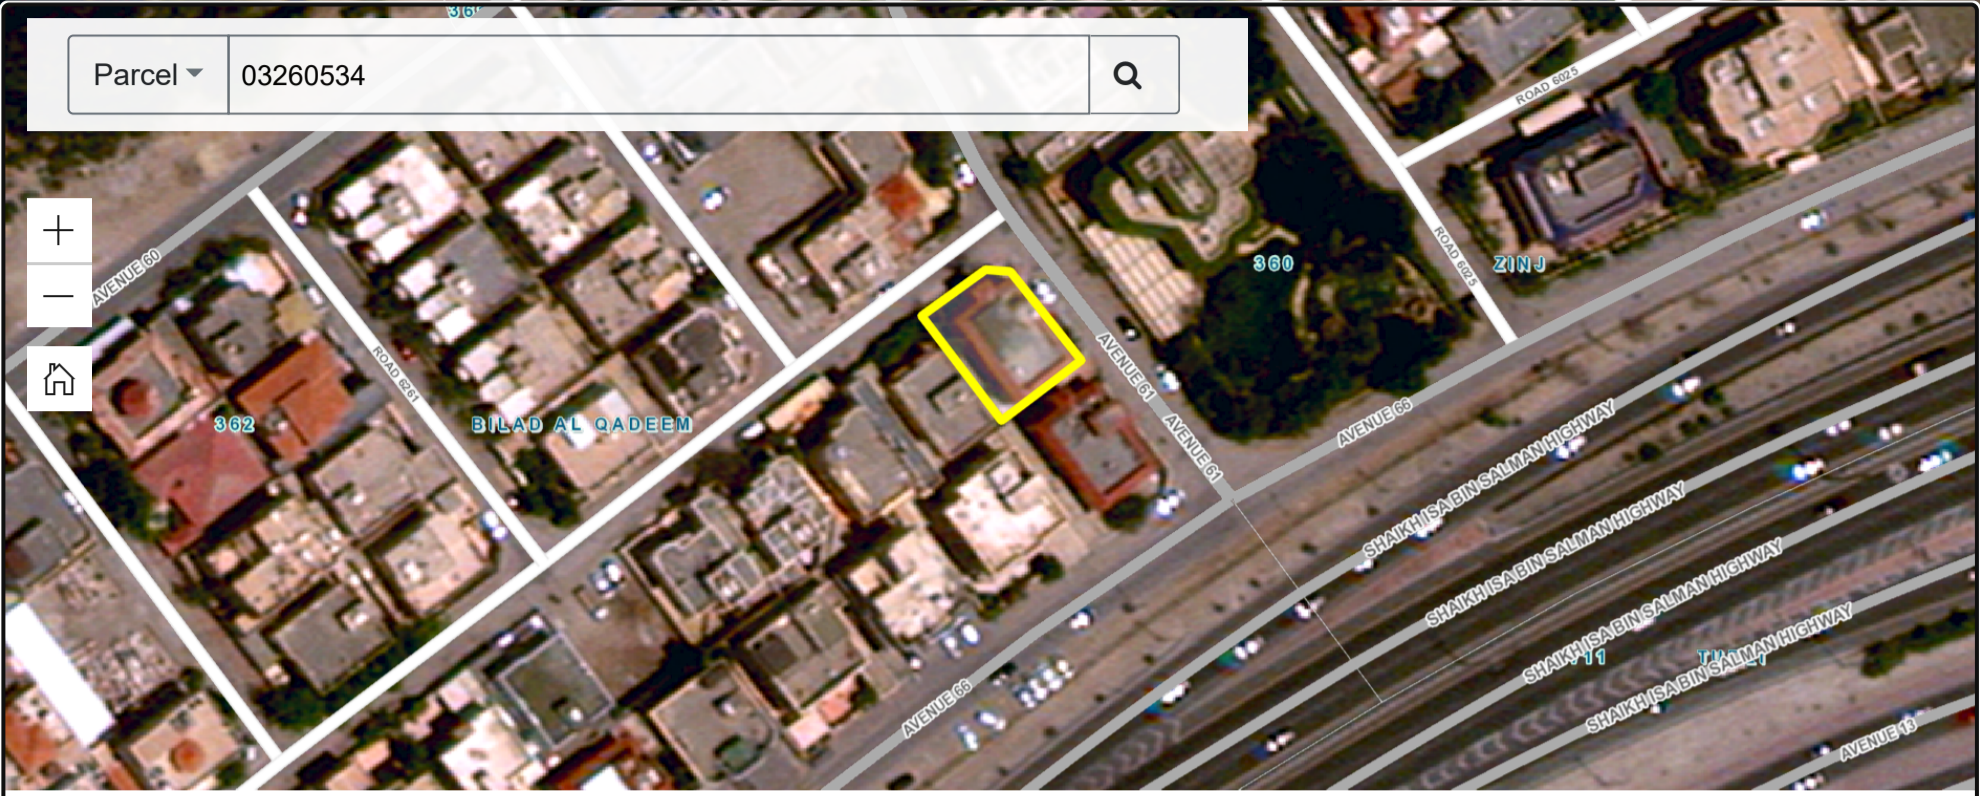 Parcel
03260534
ROAD 6025
AVENUE 60
ROAD 6025
360
ZINJ
ROAD 6261
AVENUE 61
362
BILAD AL QADEEM
AVENUE 61
AVENUE 66
SHAIKH ISA BIN SALMAN HIGHWAY
SHAIKH ISA BIN SALMAN HIGHWAY
SHAIKH ISA BIN SALMAN HIGHWAY
SHAIKH ISA BIN SALMAN HIGHWAY
AVENUE 66
AVENUE 13